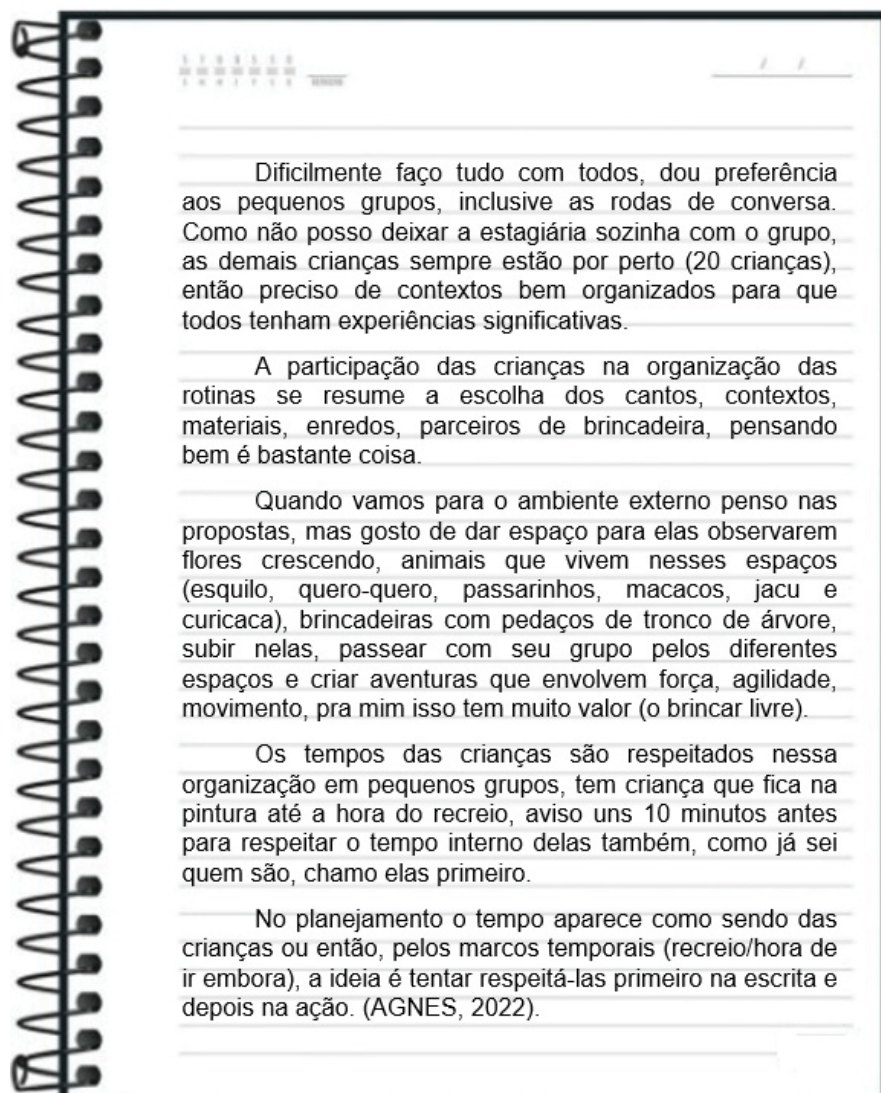 Dificilmente faço tudo com todos, dou preferência
aos pequenos grupos, inclusive as rodas de conversa.
Como não posso deixar a estagiária sozinha com o grupo,
as demais crianças sempre estão por perto (20 crianças),
então preciso de contextos bem organizados para que
todos tenham experiências significativas.
A participação das crianças na organização das
rotinas se resume a escolha dos cantos, contextos,
materiais, enredos, parceiros de brincadeira, pensando
bem é bastante coisa.
Quando vamos para o ambiente externo penso nas
propostas, mas gosto de dar espaço para elas observarem
flores crescendo, animais que vivem nesses espaços
(esquilo, quero-quero, passarinhos, macacos, jacu e
curicaca), brincadeiras com pedaços de tronco de árvore,
subir nelas, passear com seu grupo pelos diferentes
espaços e criar aventuras que envolvem força, agilidade,
movimento, pra mim isso tem muito valor (o brincar livre).
Os tempos das crianças são respeitados nessa
organização em pequenos grupos, tem criança que fica na
pintura até a hora do recreio, aviso uns 10 minutos antes
para respeitar o tempo interno delas também, como já sei
quem são, chamo elas primeiro.
No planejamento o tempo aparece como sendo das
crianças ou então, pelos marcos temporais (recreio/hora de
ir embora), a ideia é tentar respeitá-las primeiro na escrita e
depois na ação. (AGNES, 2022).